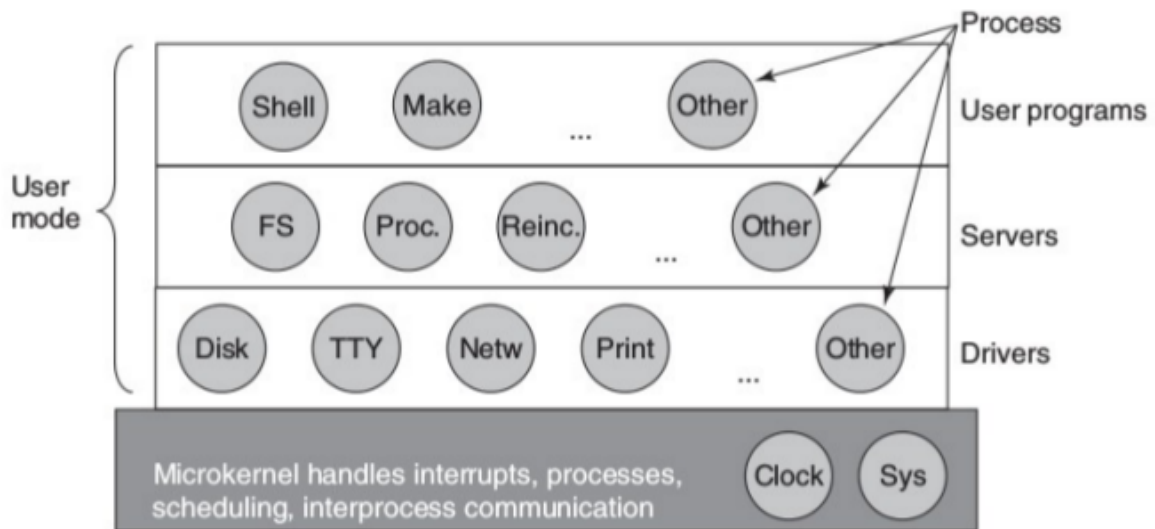 Process
Shell Make ... Other
User programs
User
mode
FS Proc. Reinc. ... Other
Servers
Disk TTY Netw Print ... Other
Drivers
Microkernel handles interrupts, processes,
scheduling, interprocess communication
Clock Sys